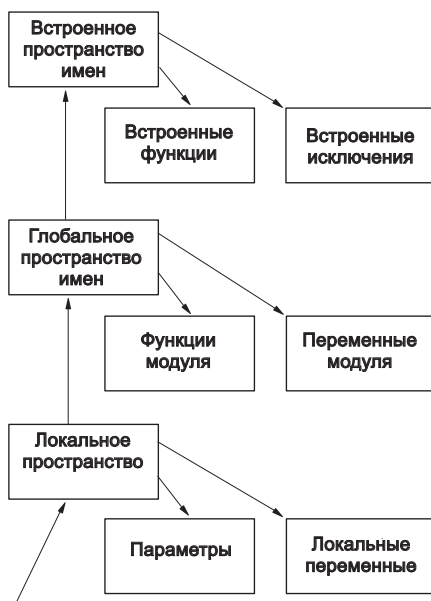 Встроенное
пространство
имен
Встроенные
функции
Встроенные
исключения
Глобальное
пространство
имен
Функции
модуля
Переменные
модуля
Локальное
пространство
Параметры
Локальные
переменные